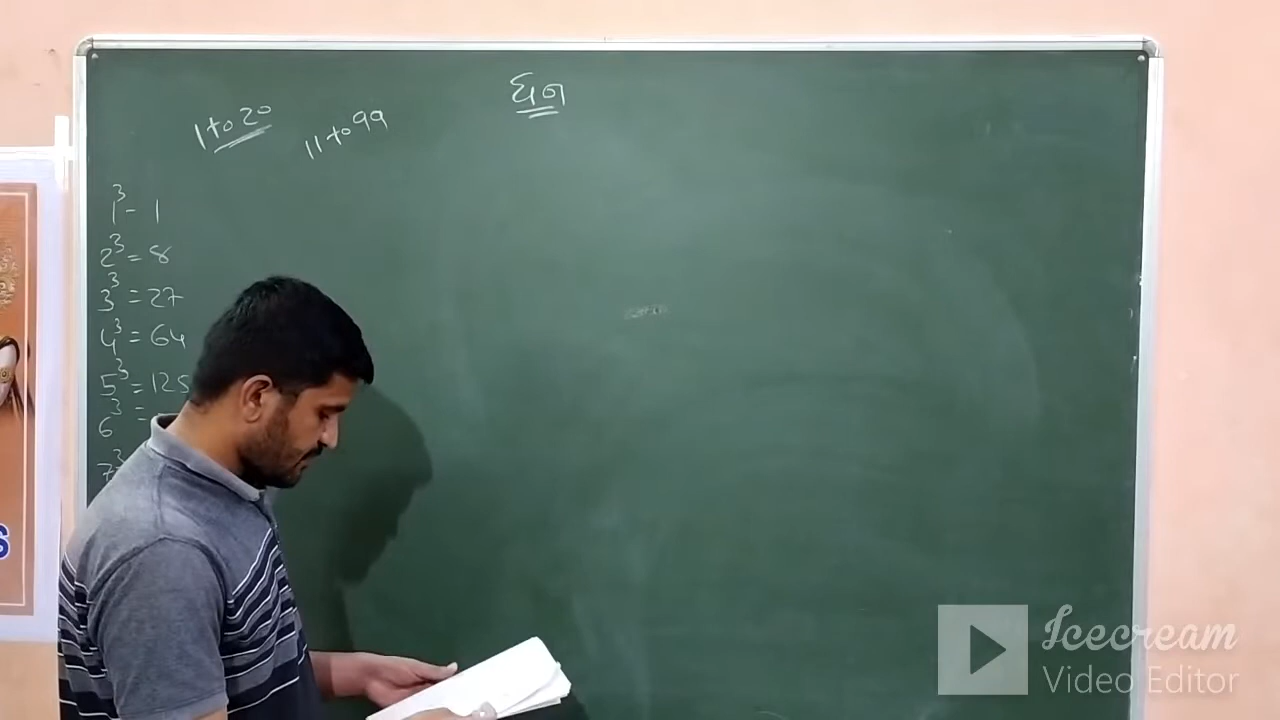 ઘન
1 to 20 11 to 99
1³ - 1
2³ = 8
3³ = 27
4³ = 64
5³ = 125
6³ =
7³
S
Icecream
Video Editor